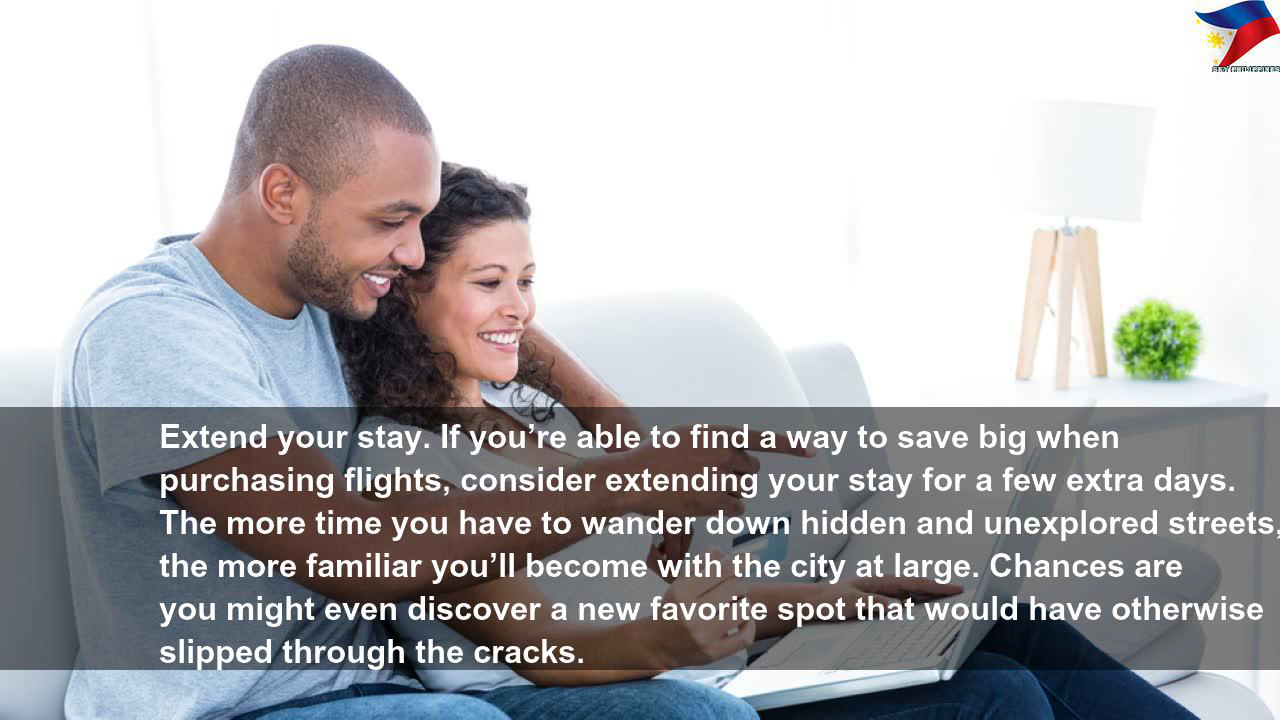 SKY PHILIPPINES
Extend your stay. If you’re able to find a way to save big when
purchasing flights, consider extending your stay for a few extra days.
The more time you have to wander down hidden and unexplored streets,
the more familiar you’ll become with the city at large. Chances are
you might even discover a new favorite spot that would have otherwise
slipped through the cracks.